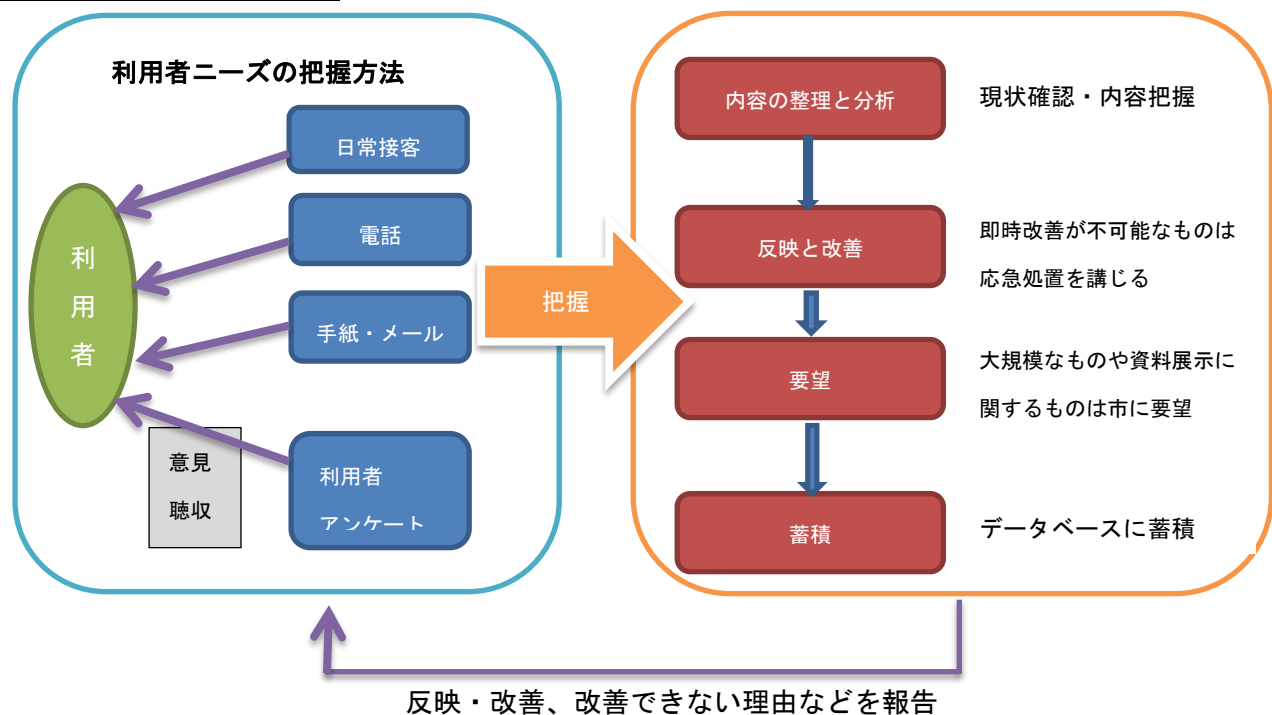 利用者ニーズの把握方法
日常接客
電話
手紙・メール
利用者
アンケート
利
用
者
意見
聴収
把握
内容の整理と分析
現状確認・内容把握
反映と改善
即時改善が不可能なものは
応急処置を講じる
要望
大規模なものや資料展示に
関するものは市に要望
蓄積
データベースに蓄積
反映・改善、改善できない理由などを報告